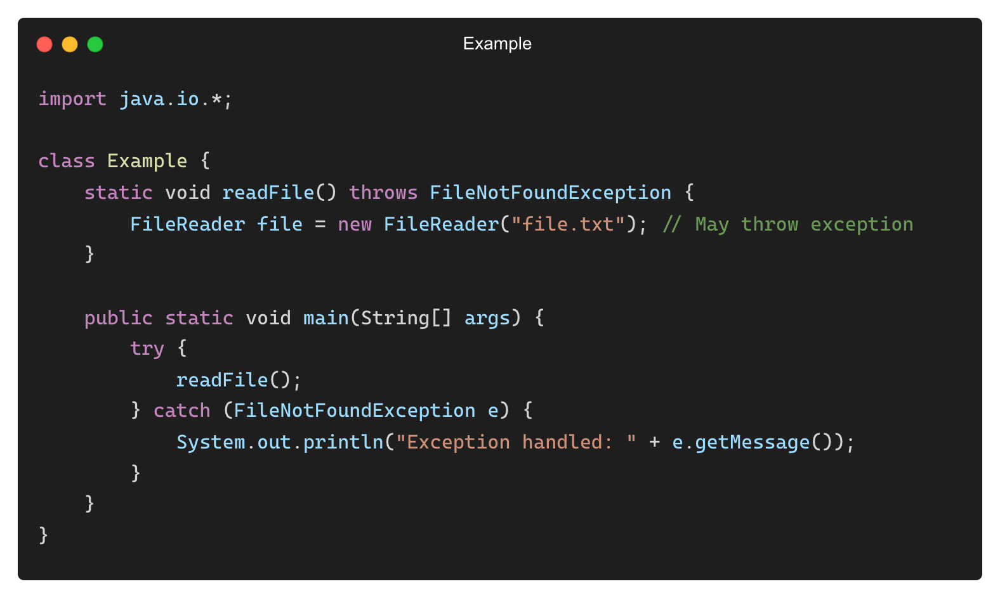 Example
import java.io.*;
class Example {
    static void readFile() throws FileNotFoundException {
        FileReader file = new FileReader("file.txt"); // May throw exception
    }
    public static void main(String[] args) {
        try {
            readFile();
        } catch (FileNotFoundException e) {
            System.out.println("Exception handled: " + e.getMessage());
        }
    }
}